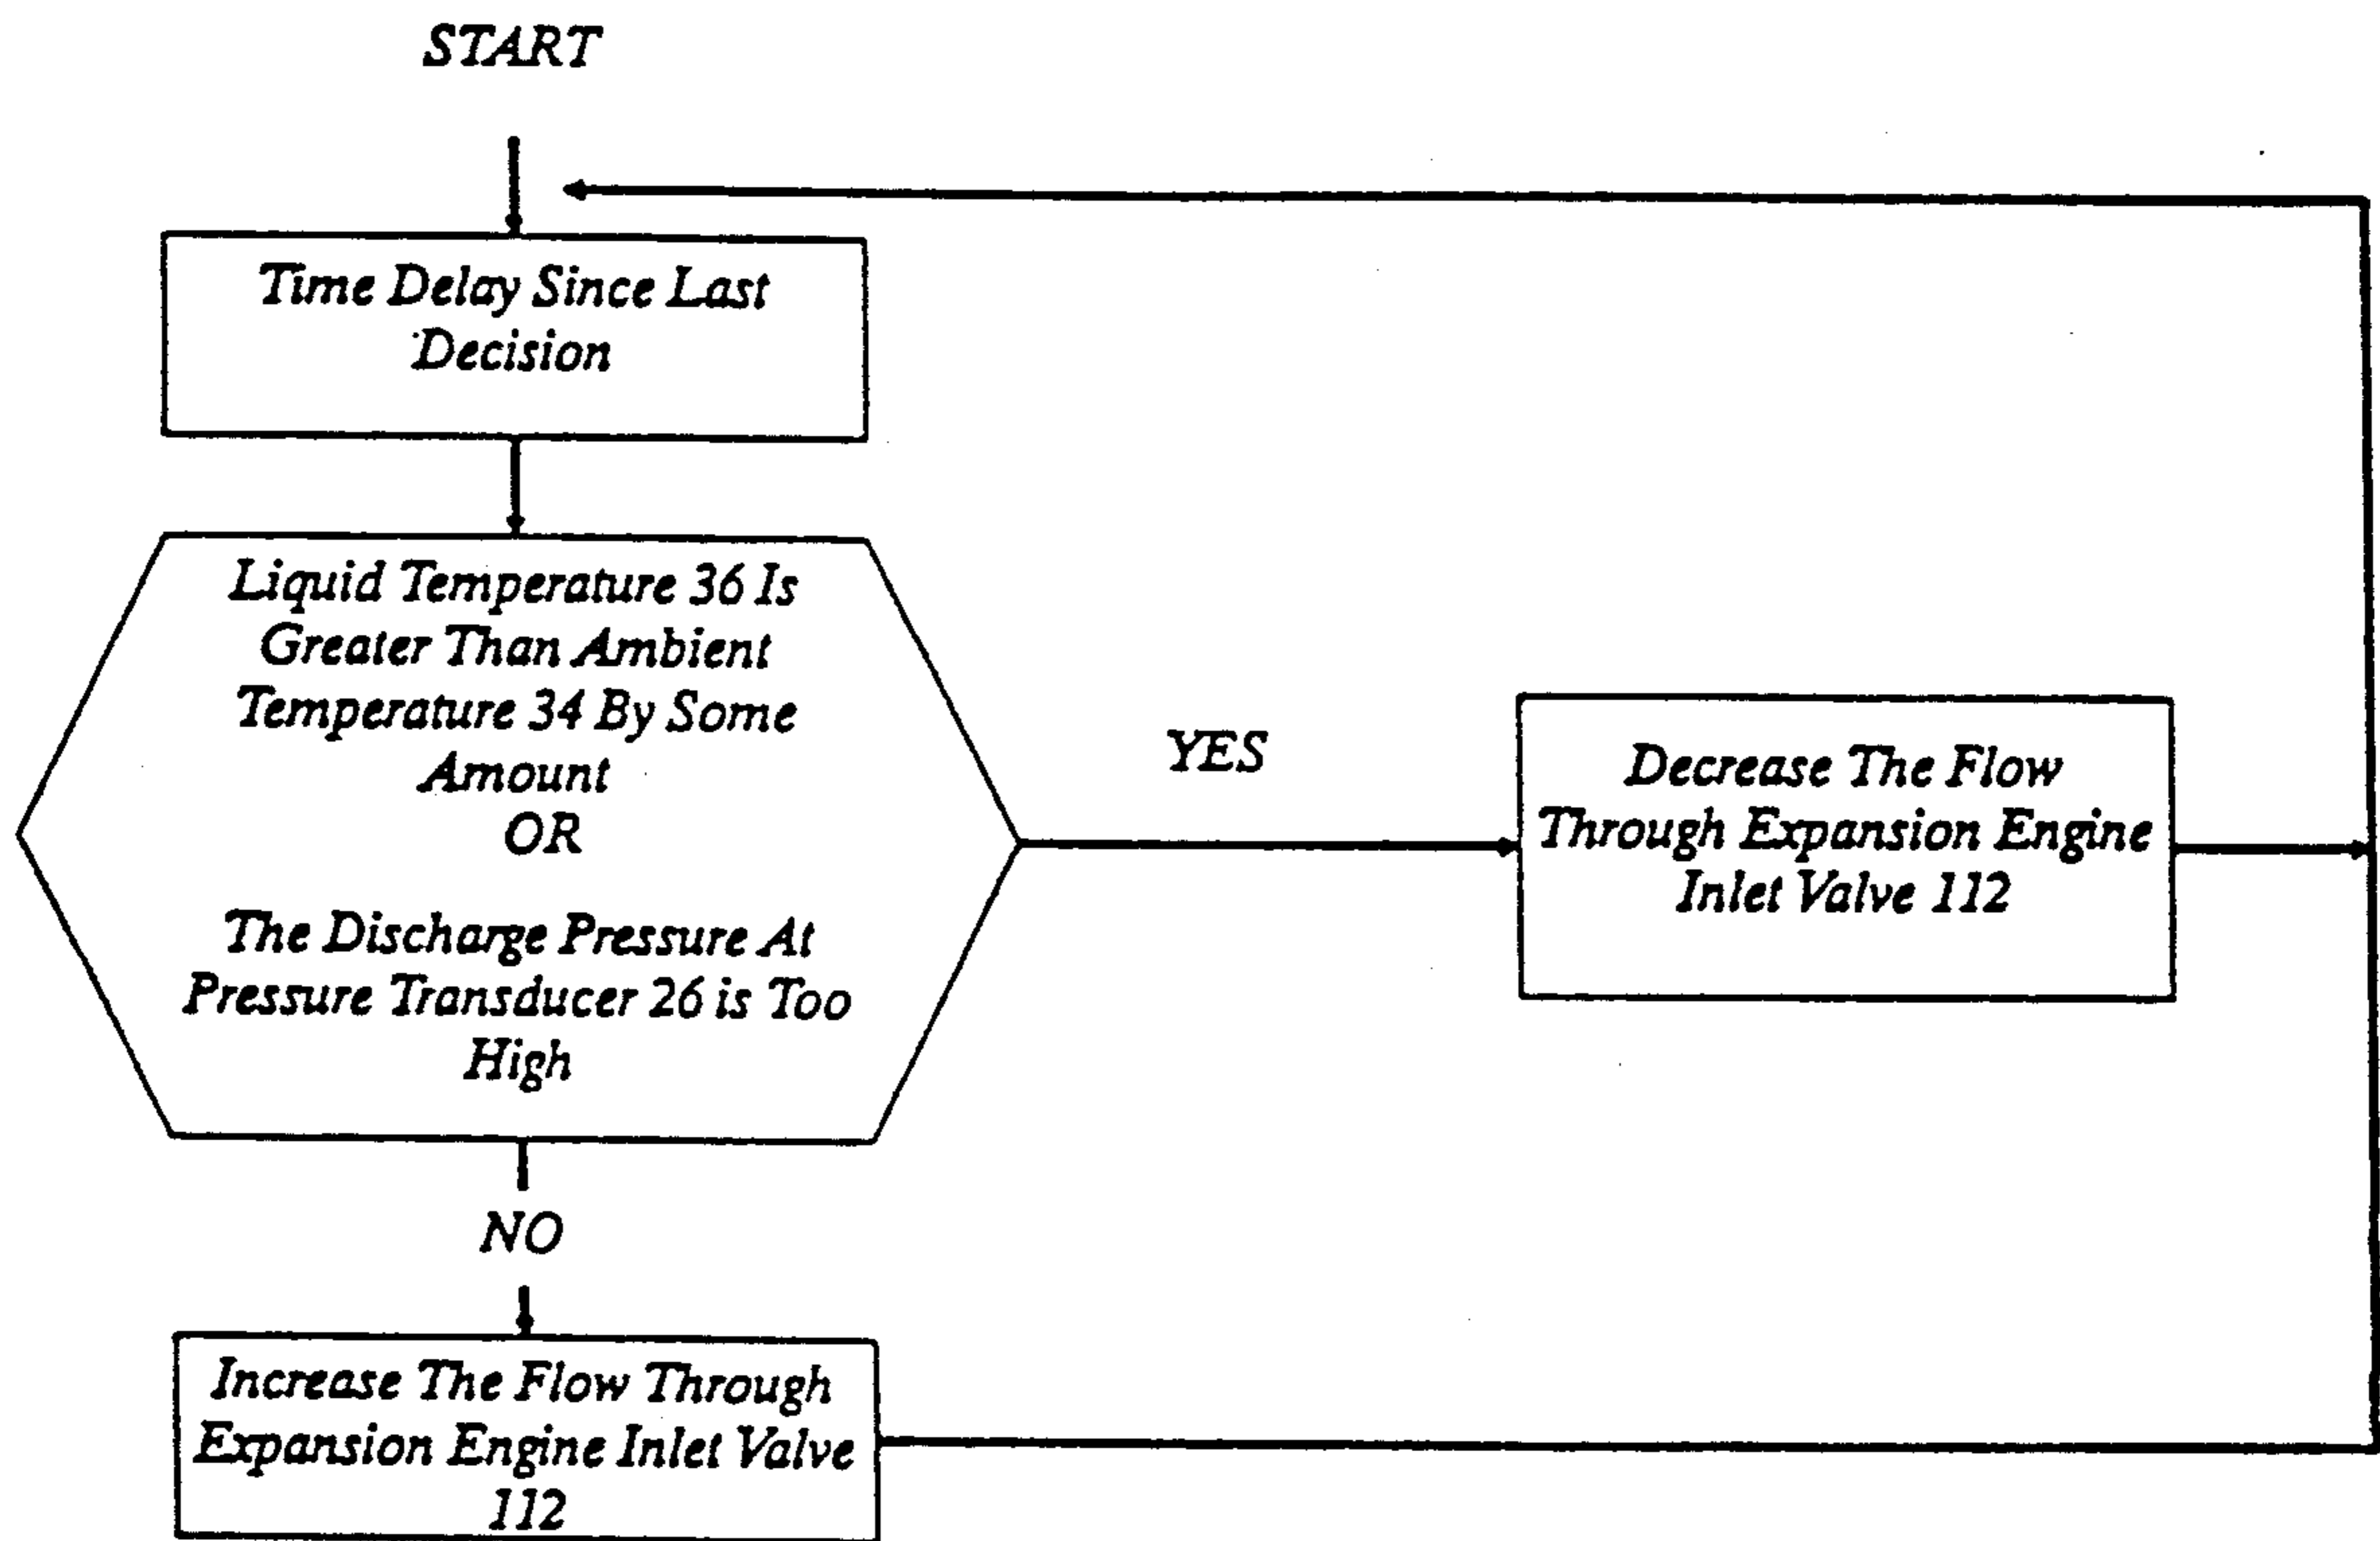 START
Time Delay Since Last
Decision
Liquid Temperature 36 Is
Greater Than Ambient
Temperature 34 By Some
Amount
OR
The Discharge Pressure At
Pressure Transducer 26 is Too
High
YES
Decrease The Flow
Through Expansion Engine
Inlet Valve 112
NO
Increase The Flow Through
Expansion Engine Inlet Valve
112